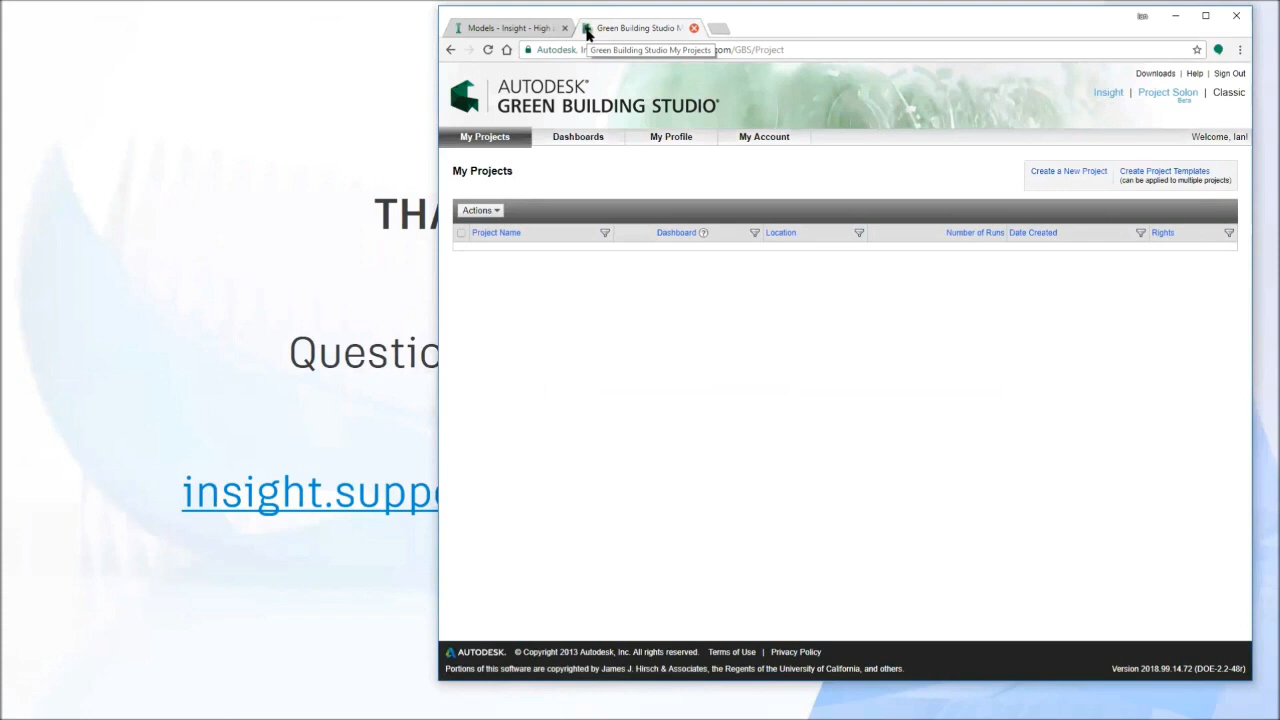 Models - Insight - High
Green Building Studio M
Autodesk, In
Green Building Studio My Projects
om/GBS/Project
AUTODESK®
GREEN BUILDING STUDIO®
Downloads | Help | Sign Out
Insight | Project Solon | Classic
Beta
My Projects
Dashboards
My Profile
My Account
Welcome, Ian!
My Projects
Create a New Project
Create Project Templates
(can be applied to multiple projects)
Actions
Project Name
Dashboard ?
Location
Number of Runs
Date Created
Rights
THA
Questio
insight.suppo
AUTODESK. © Copyright 2013 Autodesk, Inc. All rights reserved. Terms of Use | Privacy Policy
Portions of this software are copyrighted by James J. Hirsch & Associates, the Regents of the University of California, and others.
Version 2018.99.14.72 (DOE-2.2-48r)